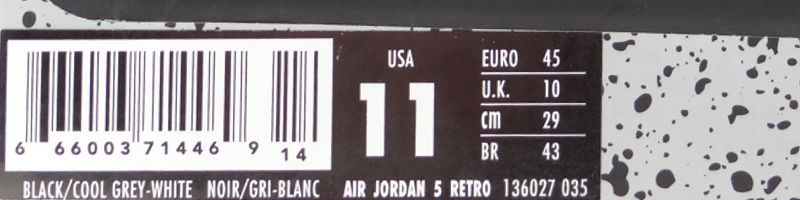 USA
11
EURO 45
U.K. 10
cm 29
BR 43
6 66003 71446 9 14
BLACK/COOL GREY-WHITE NOIR/GRI-BLANC AIR JORDAN 5 RETRO 136027 035